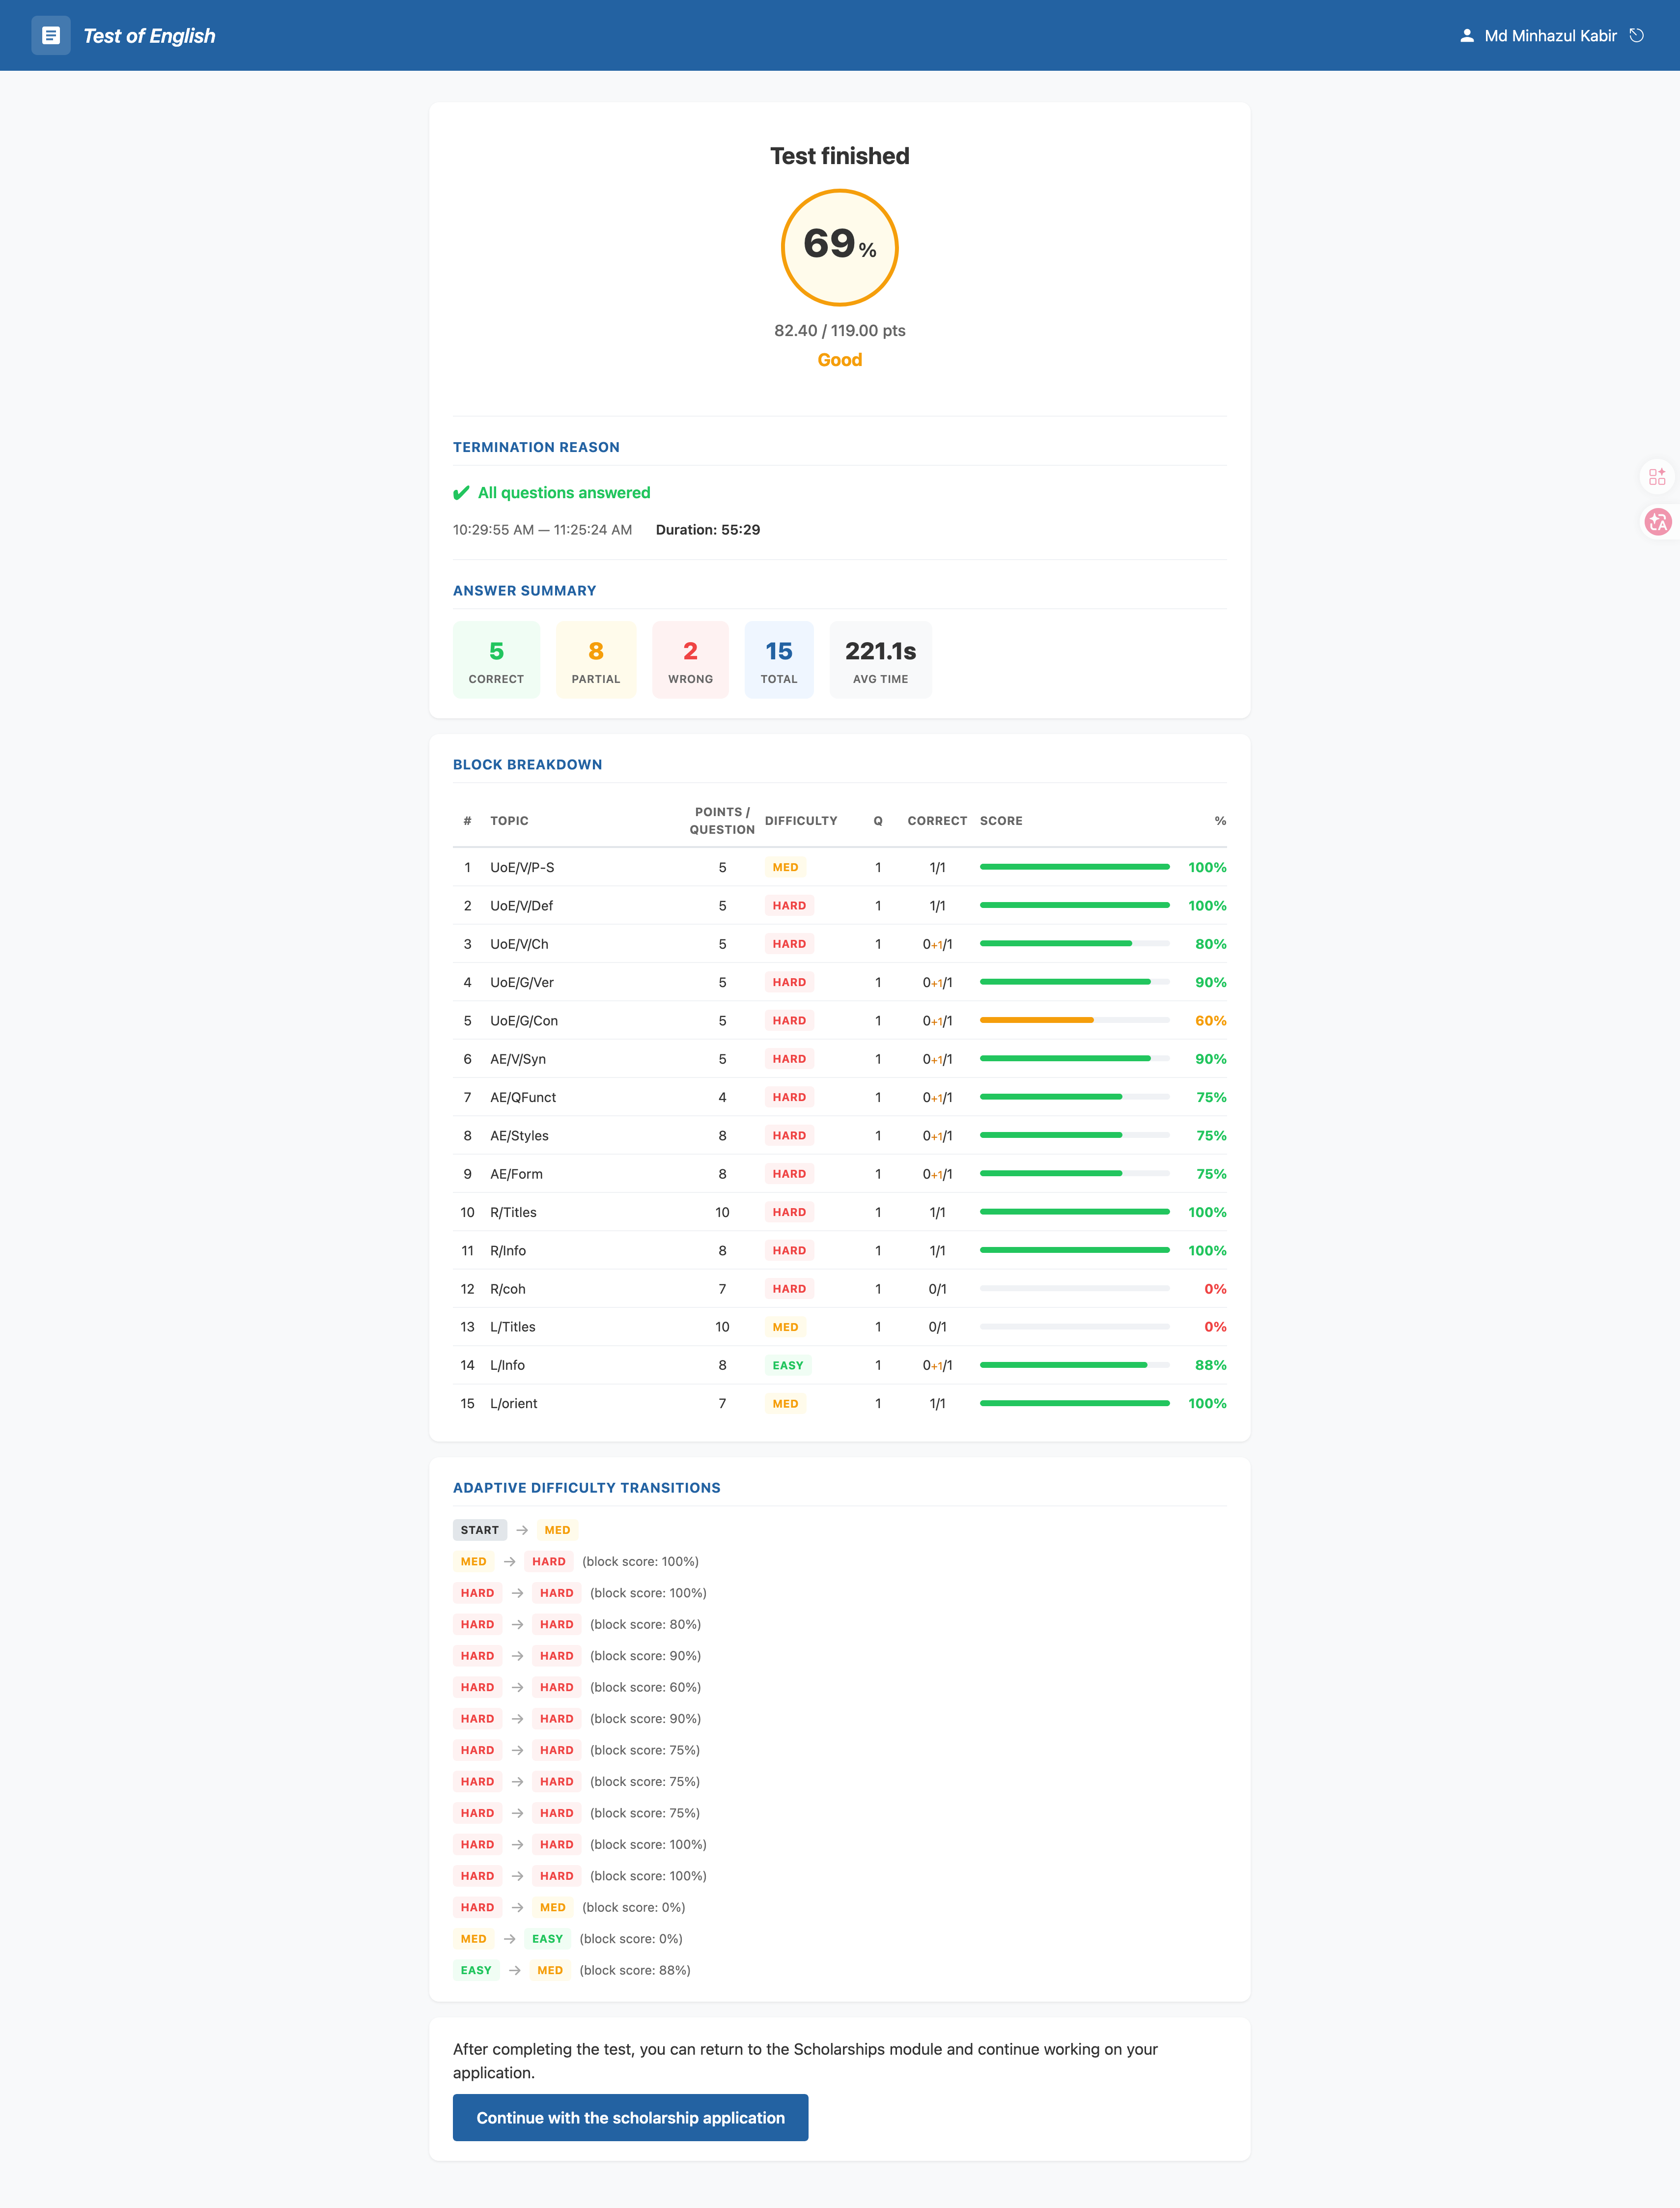 Test of English
Md Minhazul Kabir
Test finished
69%
82.40 / 119.00 pts
Good
TERMINATION REASON
✔ All questions answered
10:29:55 AM — 11:25:24 AM Duration: 55:29
ANSWER SUMMARY
5 8 2 15 221.1s
CORRECT PARTIAL WRONG TOTAL AVG TIME
BLOCK BREAKDOWN
# TOPIC POINTS / QUESTION DIFFICULTY Q CORRECT SCORE %
1 UoE/V/P-S 5 MED 1 1/1 100%
2 UoE/V/Def 5 HARD 1 1/1 100%
3 UoE/V/Ch 5 HARD 1 0+1/1 80%
4 UoE/G/Ver 5 HARD 1 0+1/1 90%
5 UoE/G/Con 5 HARD 1 0+1/1 60%
6 AE/V/Syn 5 HARD 1 0+1/1 90%
7 AE/QFunct 4 HARD 1 0+1/1 75%
8 AE/Styles 8 HARD 1 0+1/1 75%
9 AE/Form 8 HARD 1 0+1/1 75%
10 R/Titles 10 HARD 1 1/1 100%
11 R/Info 8 HARD 1 1/1 100%
12 R/coh 7 HARD 1 0/1 0%
13 L/Titles 10 MED 1 0/1 0%
14 L/Info 8 EASY 1 0+1/1 88%
15 L/orient 7 MED 1 1/1 100%
ADAPTIVE DIFFICULTY TRANSITIONS
START → MED
MED → HARD (block score: 100%)
HARD → HARD (block score: 100%)
HARD → HARD (block score: 80%)
HARD → HARD (block score: 90%)
HARD → HARD (block score: 60%)
HARD → HARD (block score: 90%)
HARD → HARD (block score: 75%)
HARD → HARD (block score: 75%)
HARD → HARD (block score: 75%)
HARD → HARD (block score: 100%)
HARD → HARD (block score: 100%)
HARD → MED (block score: 0%)
MED → EASY (block score: 0%)
EASY → MED (block score: 88%)
After completing the test, you can return to the Scholarships module and continue working on your
application.
Continue with the scholarship application